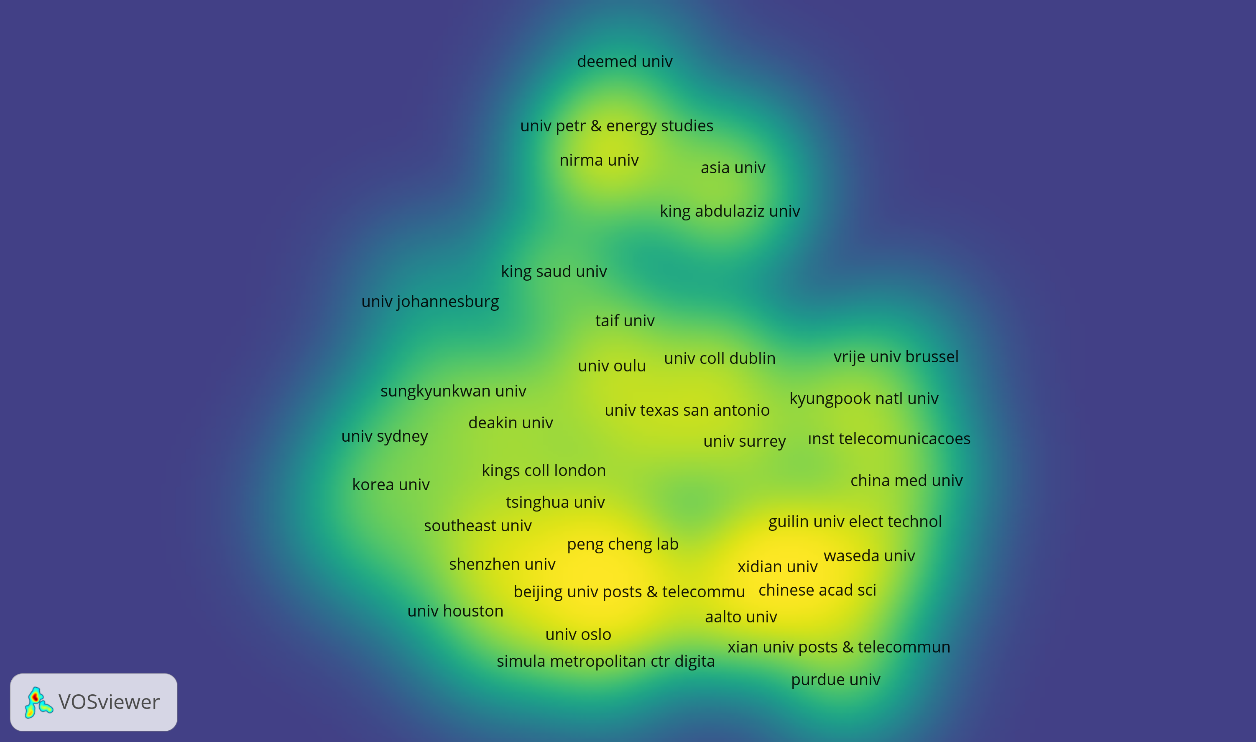 deemed univ
univ petr & energy studies
nirma univ
asia univ
king abdulaziz univ
king saud univ
univ johannesburg
taif univ
vrije univ brussel
univ coll dublin
univ oulu
sungkyunkwan univ
kyungpook natl univ
univ texas san antonio
deakin univ
univ sydney
univ surrey
ınst telecomunicacoes
kings coll london
china med univ
korea univ
tsinghua univ
guilin univ elect technol
southeast univ
peng cheng lab
waseda univ
shenzhen univ
xidian univ
beijing univ posts & telecommu
chinese acad sci
univ houston
aalto univ
univ oslo
xian univ posts & telecommun
simula metropolitan ctr digita
purdue univ
VOSviewer